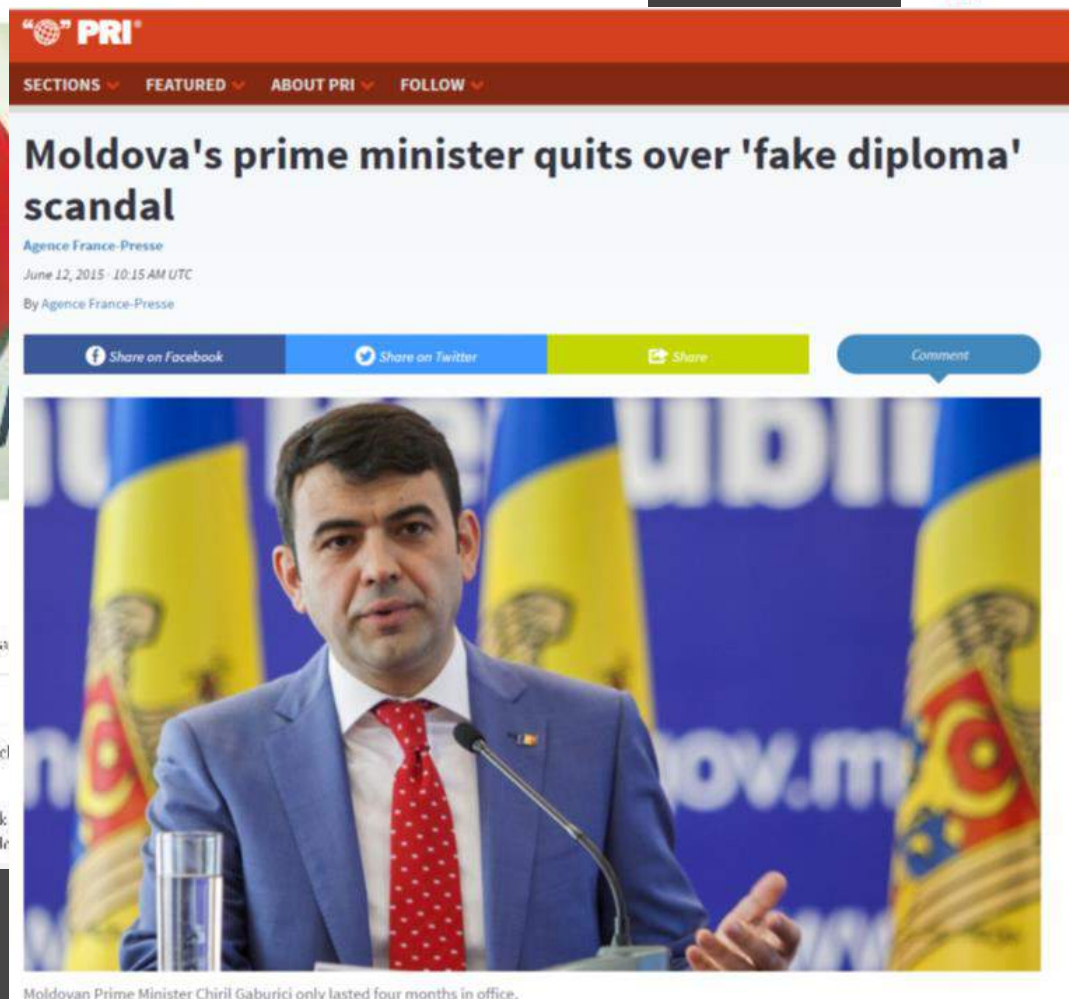 “ ” PRI®
SECTIONS FEATURED ABOUT PRI FOLLOW
Moldova's prime minister quits over 'fake diploma'
scandal
Agence France-Presse
June 12, 2015 · 10:15 AM UTC
By Agence France-Presse
Share on Facebook Share on Twitter Share Comment
ublic
gov.m
Moldovan Prime Minister Chiril Gaburici only lasted four months in office.